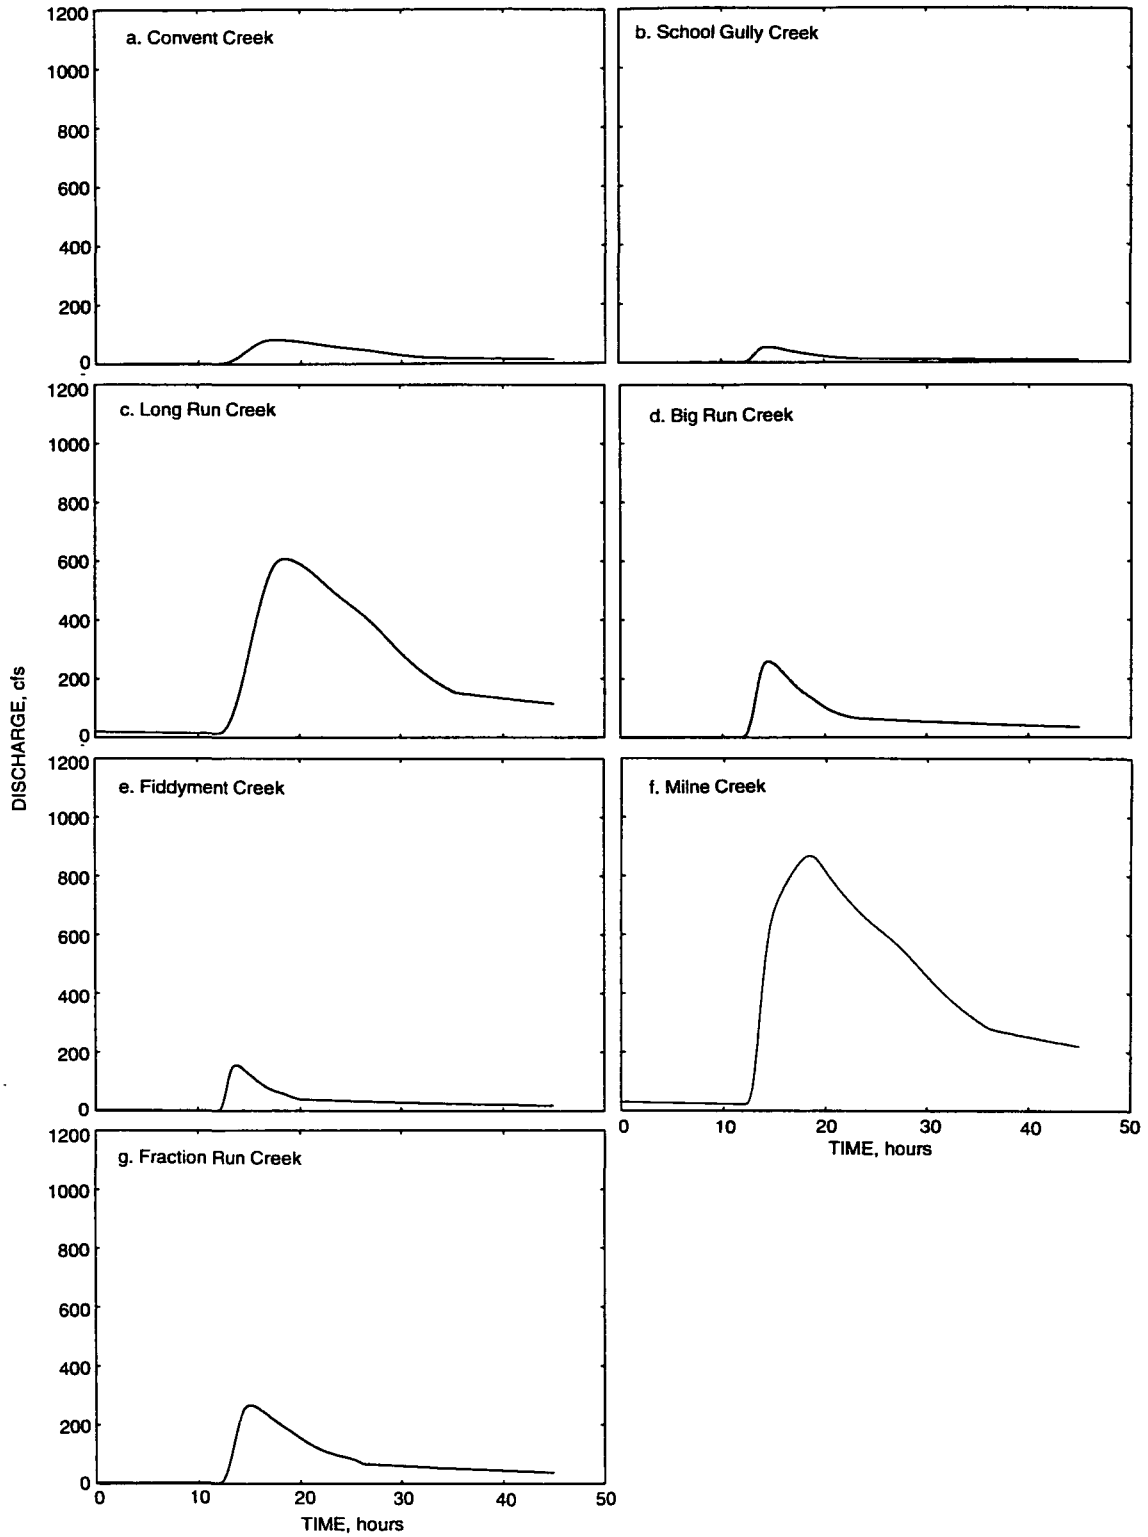 a. Convent Creek
1200
1000
800
600
400
200
0
b. School Gully Creek
c. Long Run Creek
1200
1000
800
600
400
200
0
d. Big Run Creek
DISCHARGE, cfs
e. Fiddyment Creek
1200
1000
800
600
400
200
0
f. Milne Creek
0 10 20 30 40 50
TIME, hours
g. Fraction Run Creek
1200
1000
800
600
400
200
0
0 10 20 30 40 50
TIME, hours